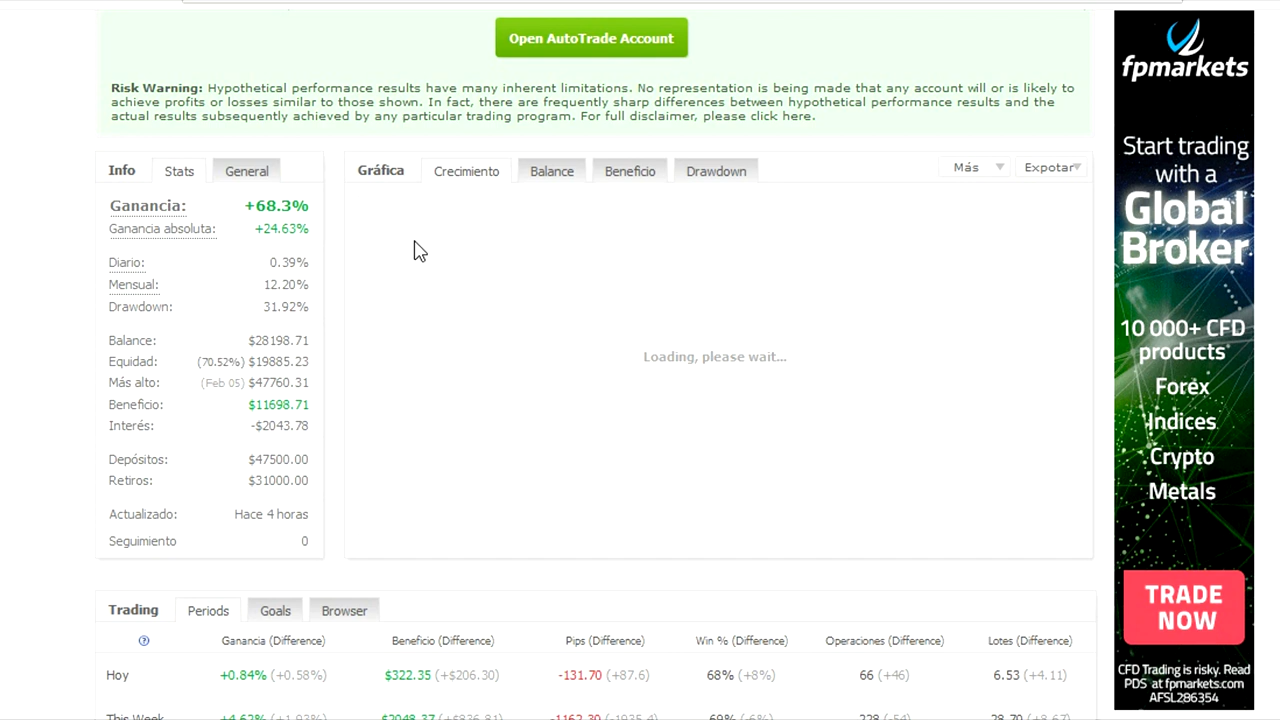 Open AutoTrade Account
Risk Warning: Hypothetical performance results have many inherent limitations. No representation is being made that any account will or is likely to
achieve profits or losses similar to those shown. In fact, there are frequently sharp differences between hypothetical performance results and the
actual results subsequently achieved by any particular trading program. For full disclaimer, please click here.
Info Stats General
Ganancia: +68.3%
Ganancia absoluta: +24.63%
Diario: 0.39%
Mensual: 12.20%
Drawdown: 31.92%
Balance: $28198.71
Equidad: (70.52%) $19885.23
Más alto: (Feb 05) $47760.31
Beneficio: $11698.71
Interés: -$2043.78
Depósitos: $47500.00
Retiros: $31000.00
Actualizado: Hace 4 horas
Seguimiento 0
Gráfica Crecimiento Balance Beneficio Drawdown Más Expotar
Loading, please wait...
Trading Periods Goals Browser
Ganancia (Difference) Beneficio (Difference) Pips (Difference) Win % (Difference) Operaciones (Difference) Lotes (Difference)
Hoy +0.84% (+0.58%) $322.35 (+$206.30) -131.70 (+87.6) 68% (+8%) 66 (+46) 6.53 (+4.11)
This Week
fpmarkets
Start trading
with a
Global
Broker
10 000+ CFD
products
Forex
Indices
Crypto
Metals
TRADE
NOW
CFD Trading is risky. Read
PDS at fpmarkets.com
AFSL286354